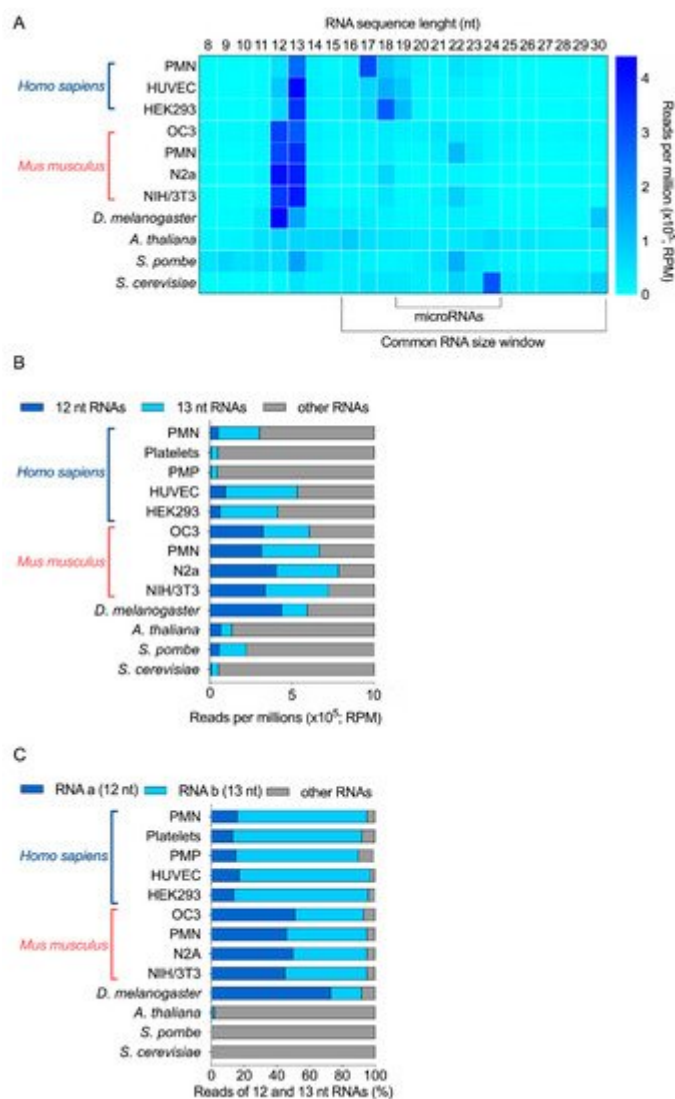 A
RNA sequence lenght (nt)
8 9 10 11 12 13 14 15 16 17 18 19 20 21 22 23 24 25 26 27 28 29 30
Homo sapiens
PMN
HUVEC
HEK293
Mus musculus
OC3
PMN
N2a
NIH/3T3
D. melanogaster
A. thaliana
S. pombe
S. cerevisiae
4
3
2
1
0
Reads per million (x10⁵; RPM)
microRNAs
Common RNA size window
B
12 nt RNAs 13 nt RNAs other RNAs
Homo sapiens
PMN
Platelets
PMP
HUVEC
HEK293
Mus musculus
OC3
PMN
N2a
NIH/3T3
D. melanogaster
A. thaliana
S. pombe
S. cerevisiae
0 5 10
Reads per millions (x10⁵; RPM)
C
RNA a (12 nt) RNA b (13 nt) other RNAs
Homo sapiens
PMN
Platelets
PMP
HUVEC
HEK293
Mus musculus
OC3
PMN
N2A
NIH/3T3
D. melanogaster
A. thaliana
S. pombe
S. cerevisiae
0 20 40 60 80 100
Reads of 12 and 13 nt RNAs (%)